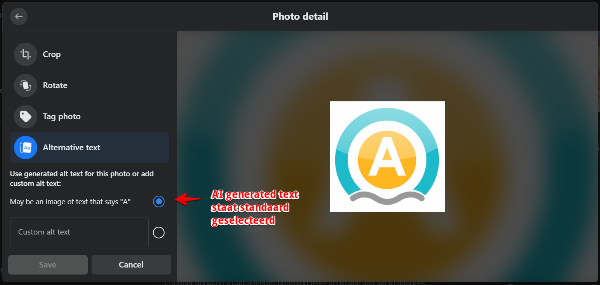 Photo detail
Crop
Rotate
Tag photo
Alternative text
Use generated alt text for this photo or add
custom alt text:
May be an image of text that says "A"
Custom alt text
Save
Cancel
A
AI generated text
staat standaard
geselecteerd